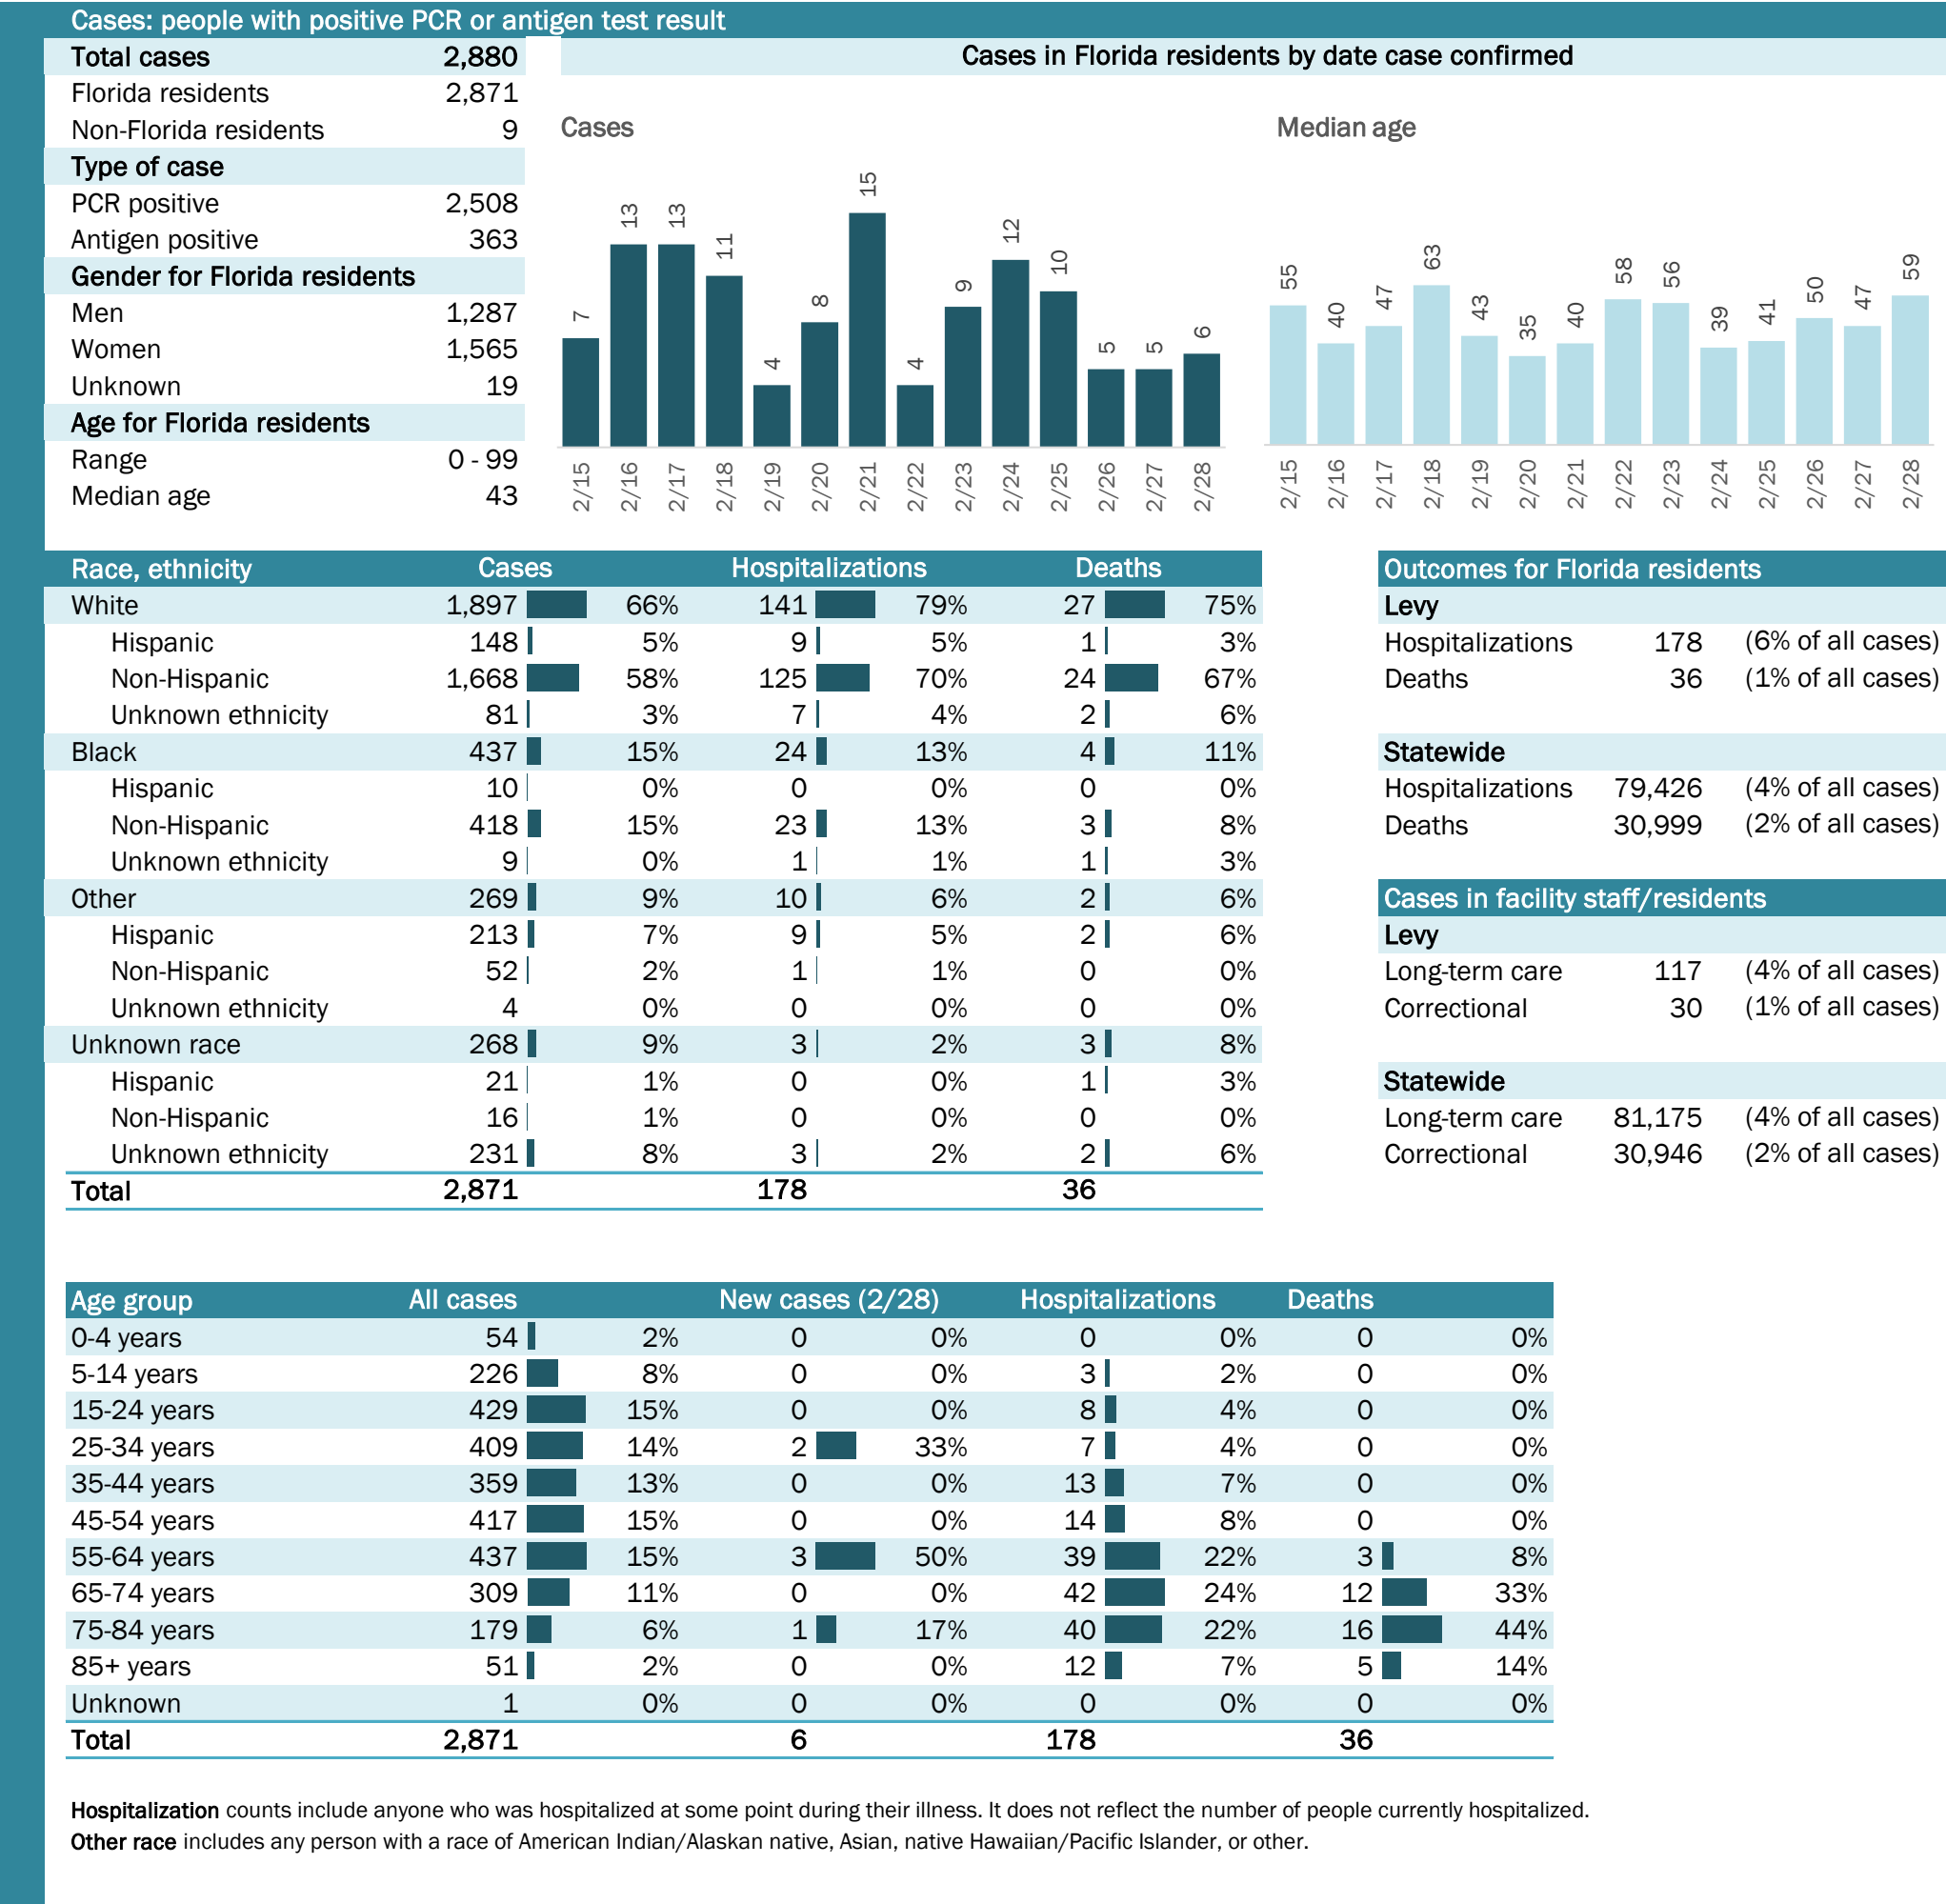 Cases: people with positive PCR or antigen test result
Total cases 2,880
Florida residents 2,871
Non-Florida residents 9
Type of case
PCR positive 2,508
Antigen positive 363
Gender for Florida residents
Men 1,287
Women 1,565
Unknown 19
Age for Florida residents
Range 0 - 99
Median age 43
Cases in Florida residents by date case confirmed
Cases
7 13 13 11 4 8 15 4 9 12 10 5 5 6
2/15 2/16 2/17 2/18 2/19 2/20 2/21 2/22 2/23 2/24 2/25 2/26 2/27 2/28
Median age
55 40 47 63 43 35 40 58 56 39 41 50 47 59
2/15 2/16 2/17 2/18 2/19 2/20 2/21 2/22 2/23 2/24 2/25 2/26 2/27 2/28
Race, ethnicity Cases Hospitalizations Deaths
White 1,897 66% 141 79% 27 75%
Hispanic 148 5% 9 5% 1 3%
Non-Hispanic 1,668 58% 125 70% 24 67%
Unknown ethnicity 81 3% 7 4% 2 6%
Black 437 15% 24 13% 4 11%
Hispanic 10 0% 0 0% 0 0%
Non-Hispanic 418 15% 23 13% 3 8%
Unknown ethnicity 9 0% 1 1% 1 3%
Other 269 9% 10 6% 2 6%
Hispanic 213 7% 9 5% 2 6%
Non-Hispanic 52 2% 1 1% 0 0%
Unknown ethnicity 4 0% 0 0% 0 0%
Unknown race 268 9% 3 2% 3 8%
Hispanic 21 1% 0 0% 1 3%
Non-Hispanic 16 1% 0 0% 0 0%
Unknown ethnicity 231 8% 3 2% 2 6%
Total 2,871 178 36
Outcomes for Florida residents
Levy
Hospitalizations 178 (6% of all cases)
Deaths 36 (1% of all cases)
Statewide
Hospitalizations 79,426 (4% of all cases)
Deaths 30,999 (2% of all cases)
Cases in facility staff/residents
Levy
Long-term care 117 (4% of all cases)
Correctional 30 (1% of all cases)
Statewide
Long-term care 81,175 (4% of all cases)
Correctional 30,946 (2% of all cases)
Age group All cases New cases (2/28) Hospitalizations Deaths
0-4 years 54 2% 0 0% 0 0% 0 0%
5-14 years 226 8% 0 0% 3 2% 0 0%
15-24 years 429 15% 0 0% 8 4% 0 0%
25-34 years 409 14% 2 33% 7 4% 0 0%
35-44 years 359 13% 0 0% 13 7% 0 0%
45-54 years 417 15% 0 0% 14 8% 0 0%
55-64 years 437 15% 3 50% 39 22% 3 8%
65-74 years 309 11% 0 0% 42 24% 12 33%
75-84 years 179 6% 1 17% 40 22% 16 44%
85+ years 51 2% 0 0% 12 7% 5 14%
Unknown 1 0% 0 0% 0 0% 0 0%
Total 2,871 6 178 36
Hospitalization counts include anyone who was hospitalized at some point during their illness. It does not reflect the number of people currently hospitalized.
Other race includes any person with a race of American Indian/Alaskan native, Asian, native Hawaiian/Pacific Islander, or other.